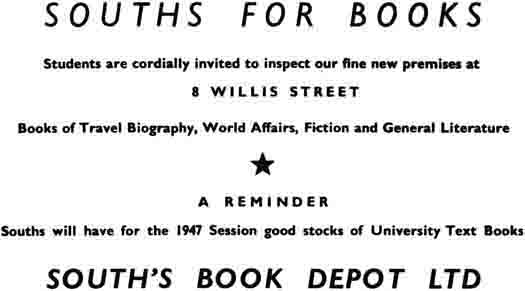 SOUTHS FOR BOOKS
Students are cordially invited to inspect our fine new premises at
8 WILLIS STREET
Books of Travel Biography, World Affairs, Fiction and General Literature
A REMINDER
Souths will have for the 1947 Session good stocks of University Text Books
SOUTH'S BOOK DEPOT LTD